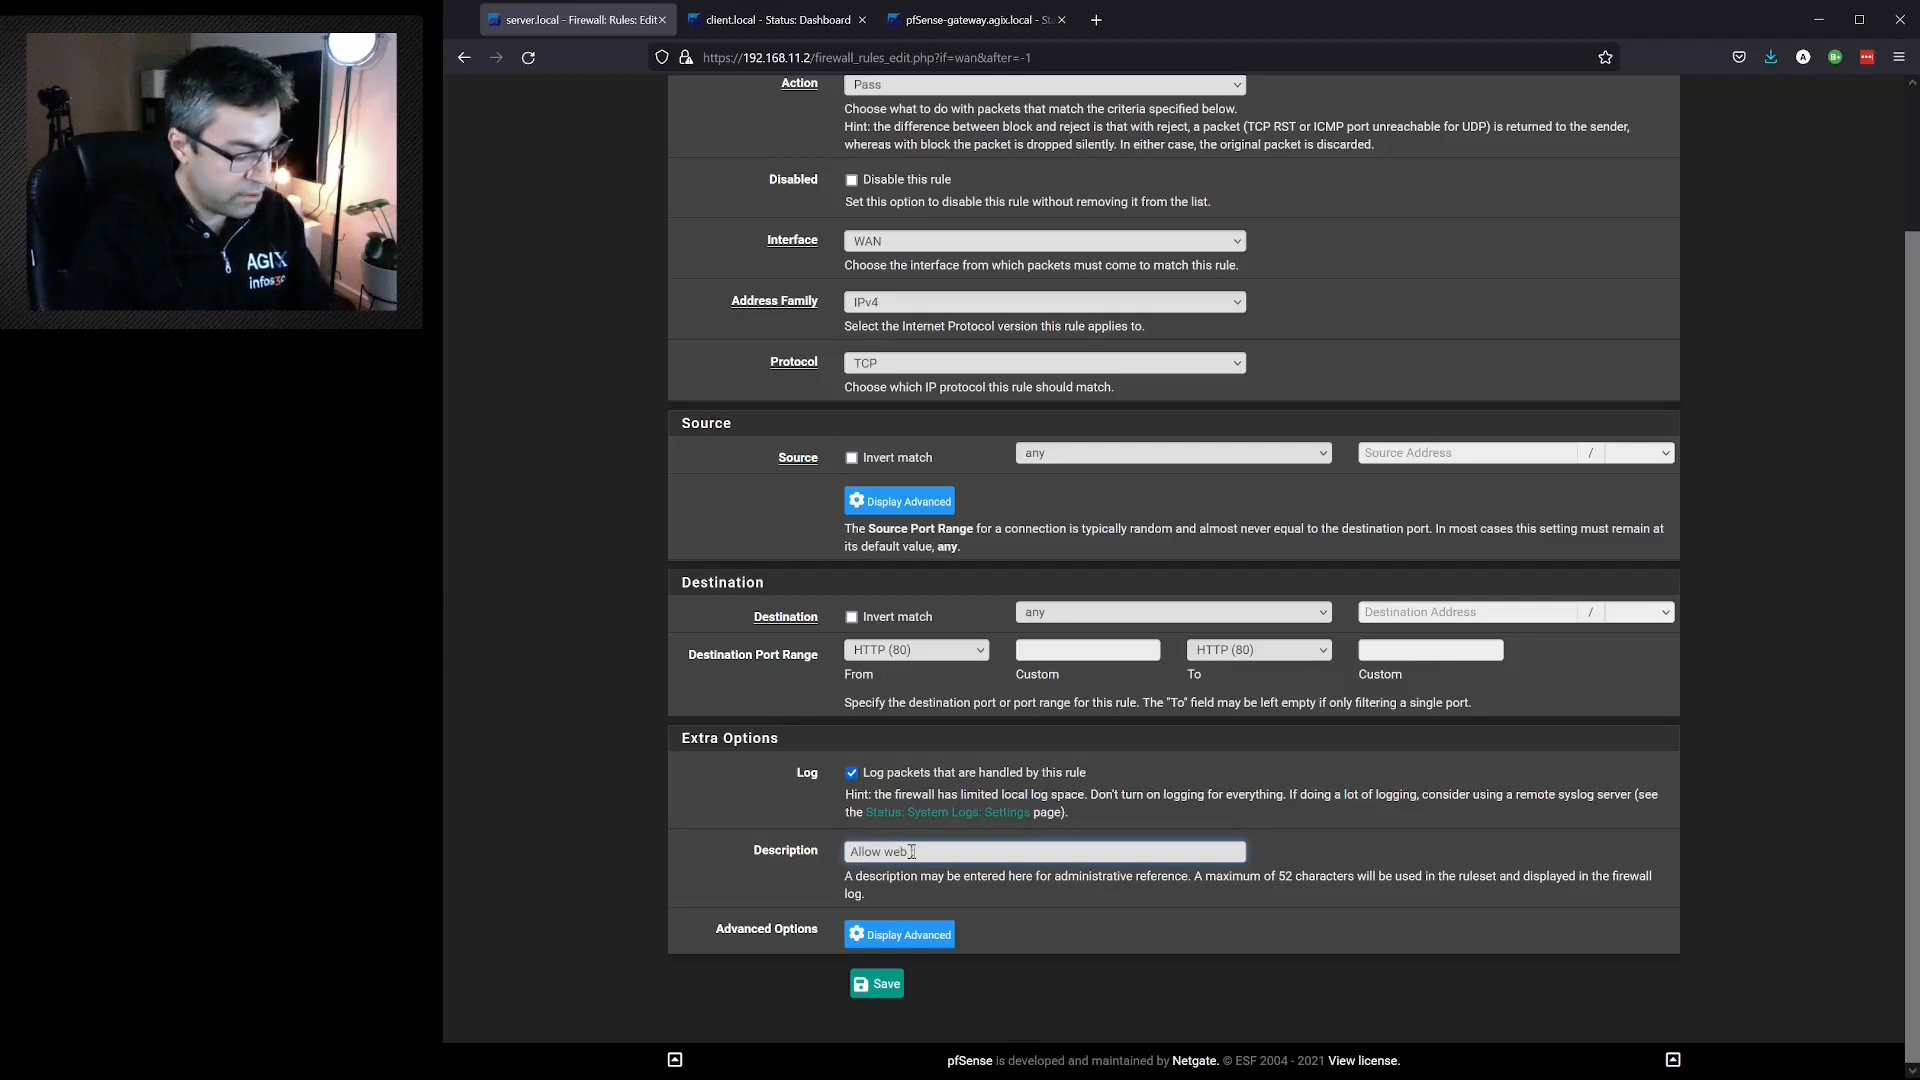 server.local - Firewall: Rules: Edit
client.local - Status: Dashboard
pfSense-gateway.agix.local - Sta
https://192.168.11.2/firewall_rules_edit.php?if=wan&after=-1
AGIX
Action
Pass
Choose what to do with packets that match the criteria specified below.
Hint: the difference between block and reject is that with reject, a packet (TCP RST or ICMP port unreachable for UDP) is returned to the sender,
whereas with block the packet is dropped silently. In either case, the original packet is discarded.
Disabled
Disable this rule
Set this option to disable this rule without removing it from the list.
Interface
WAN
Choose the interface from which packets must come to match this rule.
Address Family
IPv4
Select the Internet Protocol version this rule applies to.
Protocol
TCP
Choose which IP protocol this rule should match.
Source
Source
Invert match
any
Source Address
/
Display Advanced
The Source Port Range for a connection is typically random and almost never equal to the destination port. In most cases this setting must remain at
its default value, any.
Destination
Destination
Invert match
any
Destination Address
/
Destination Port Range
HTTP (80)
HTTP (80)
From
Custom
To
Custom
Specify the destination port or port range for this rule. The "To" field may be left empty if only filtering a single port.
Extra Options
Log
Log packets that are handled by this rule
Hint: the firewall has limited local log space. Don't turn on logging for everything. If doing a lot of logging, consider using a remote syslog server (see
the Status: System Logs: Settings page).
Description
Allow web
A description may be entered here for administrative reference. A maximum of 52 characters will be used in the ruleset and displayed in the firewall
log.
Advanced Options
Display Advanced
Save
pfSense is developed and maintained by Netgate. © ESF 2004 - 2021 View license.